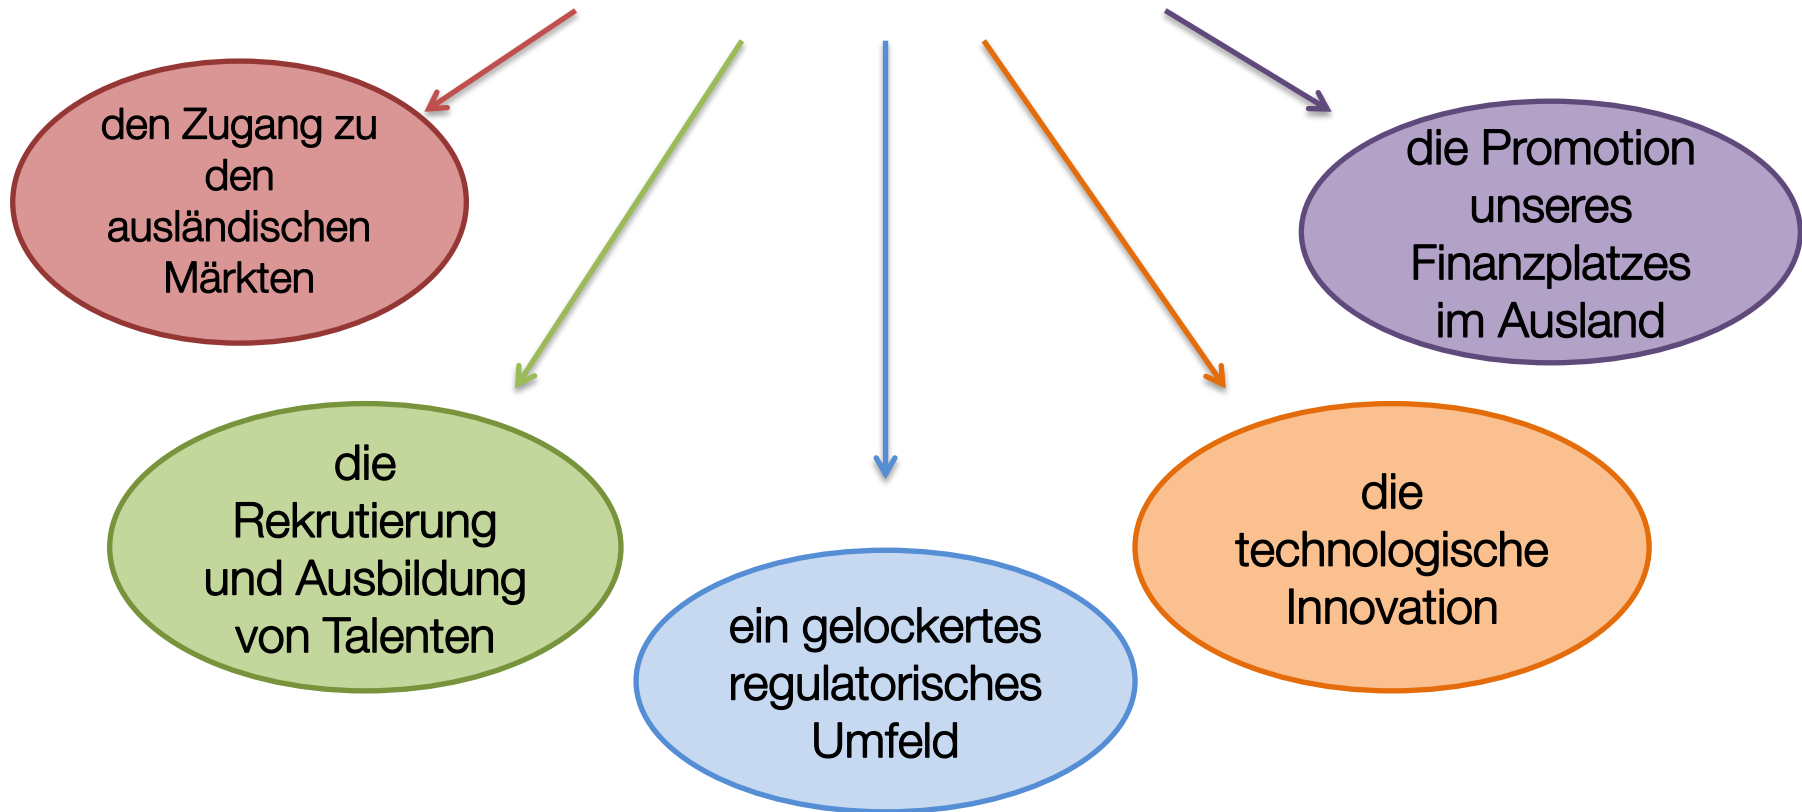 den Zugang zu
den
ausländischen
Märkten
die
Rekrutierung
und Ausbildung
von Talenten
ein gelockertes
regulatorisches
Umfeld
die
technologische
Innovation
die Promotion
unseres
Finanzplatzes
im Ausland